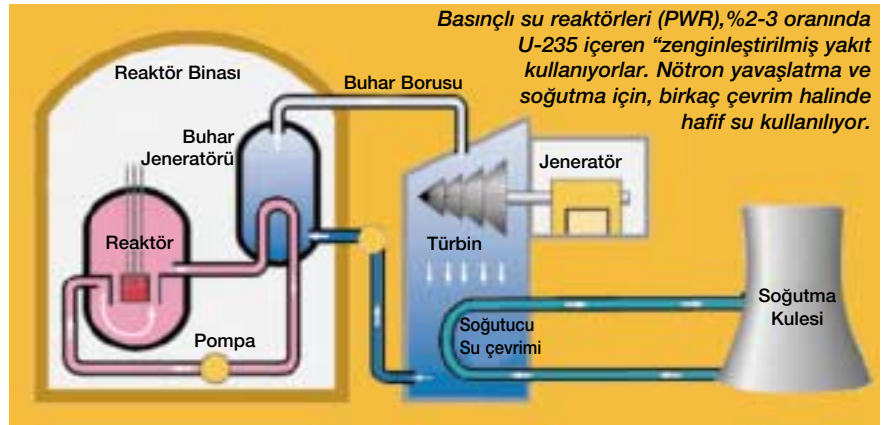 Basınçlı su reaktörleri (PWR),%2-3 oranında
U-235 içeren “zenginleştirilmiş yakıt
kullanıyorlar. Nötron yavaşlatma ve
soğutma için, birkaç çevrim halinde
hafif su kullanılıyor.
Reaktör Binası
Buhar Borusu
Buhar
Jeneratörü
Jeneratör
Reaktör
Türbin
Soğutma
Kulesi
Soğutucu
Su çevrimi
Pompa